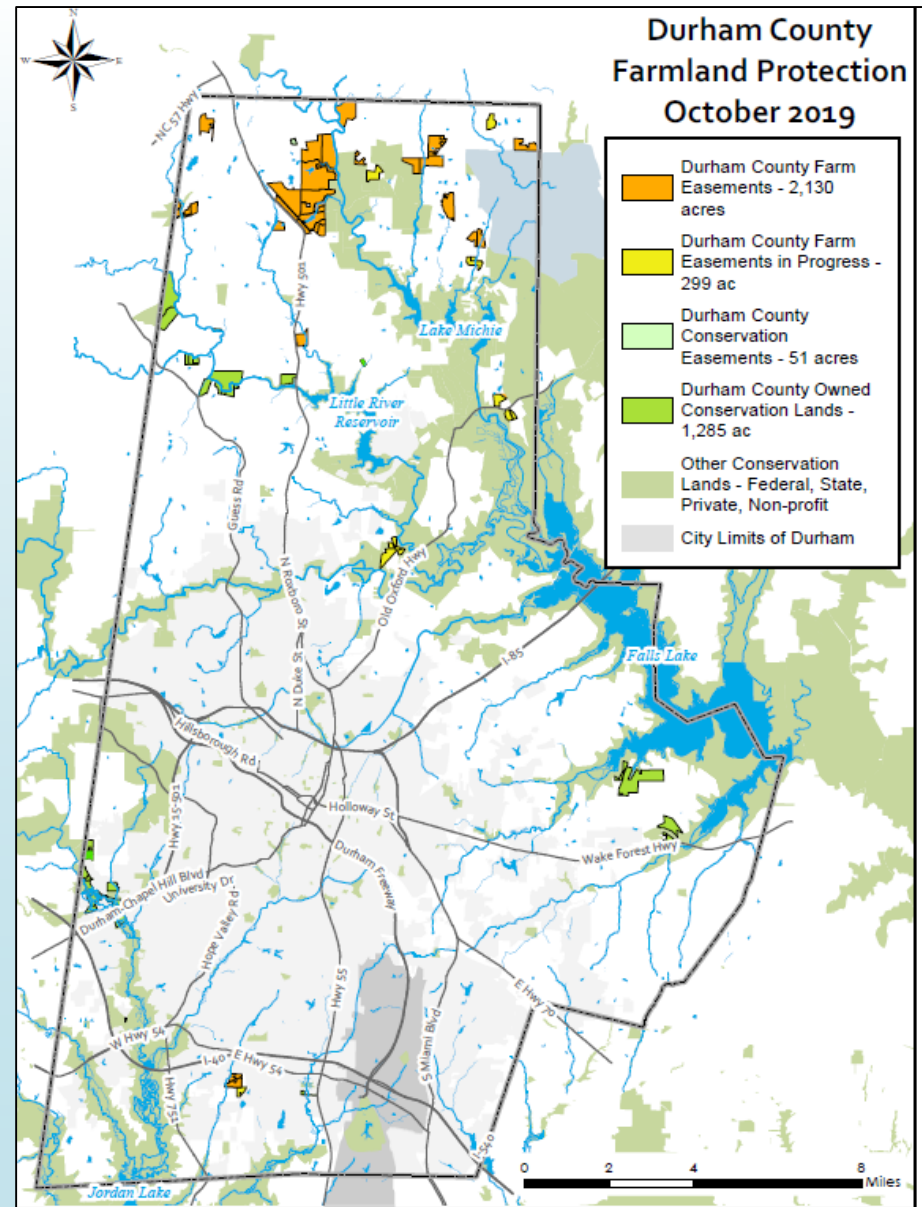 Durham County
Farmland Protection
October 2019
N
W
E
S
Durham County Farm
Easements - 2,130
acres
Durham County Farm
Easements in Progress -
299 ac
Durham County
Conservation
Easements - 51 acres
Durham County Owned
Conservation Lands -
1,285 ac
Other Conservation
Lands - Federal, State,
Private, Non-profit
City Limits of Durham
NC 57 Hwy
Hwy 501
Lake Michie
Little River
Reservoir
Guess Rd
N Roxboro St
Old Oxford Hwy
N Duke St
I-85
Falls Lake
Hillsborough Rd
Hwy 15-501
Holloway St
Wake Forest Hwy
Durham Freeway
Durham-Chapel Hill Blvd
University Dr
Hope Valley Rd
Hwy 55
S Miami Blvd
E Hwy 70
W Hwy 54
I-40
E Hwy 54
Hwy 751
I-540
Jordan Lake
0 2 4 8
Miles